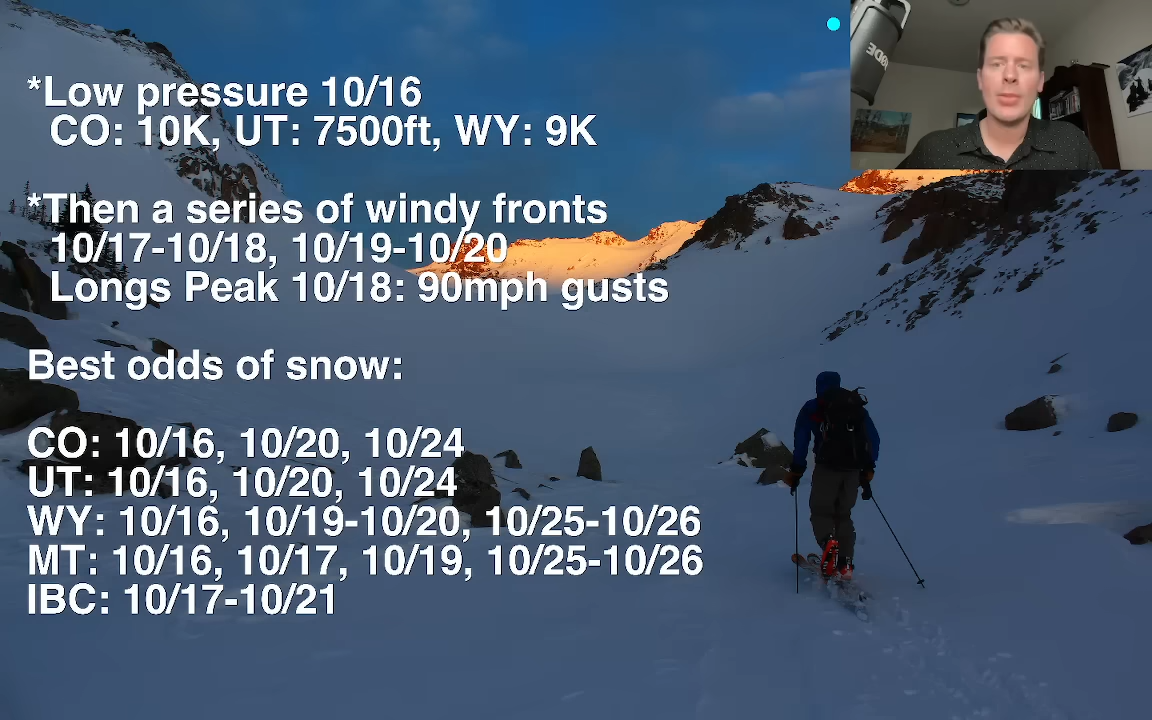 *Low pressure 10/16
CO: 10K, UT: 7500ft, WY: 9K
*Then a series of windy fronts
10/17-10/18, 10/19-10/20
Longs Peak 10/18: 90mph gusts
Best odds of snow:
CO: 10/16, 10/20, 10/24
UT: 10/16, 10/20, 10/24
WY: 10/16, 10/19-10/20, 10/25-10/26
MT: 10/16, 10/17, 10/19, 10/25-10/26
IBC: 10/17-10/21
RØDE